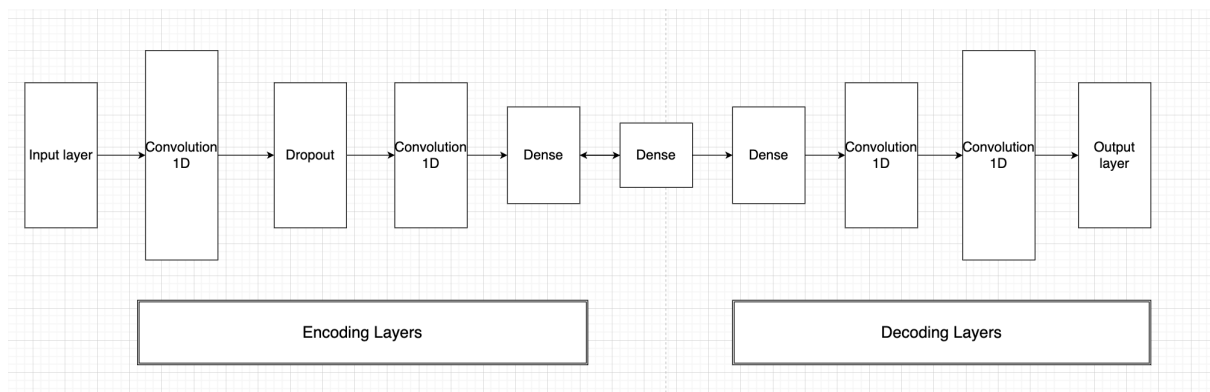 Input layer
Convolution
1D
Dropout
Convolution
1D
Dense
Dense
Dense
Convolution
1D
Convolution
1D
Output
layer
Encoding Layers
Decoding Layers